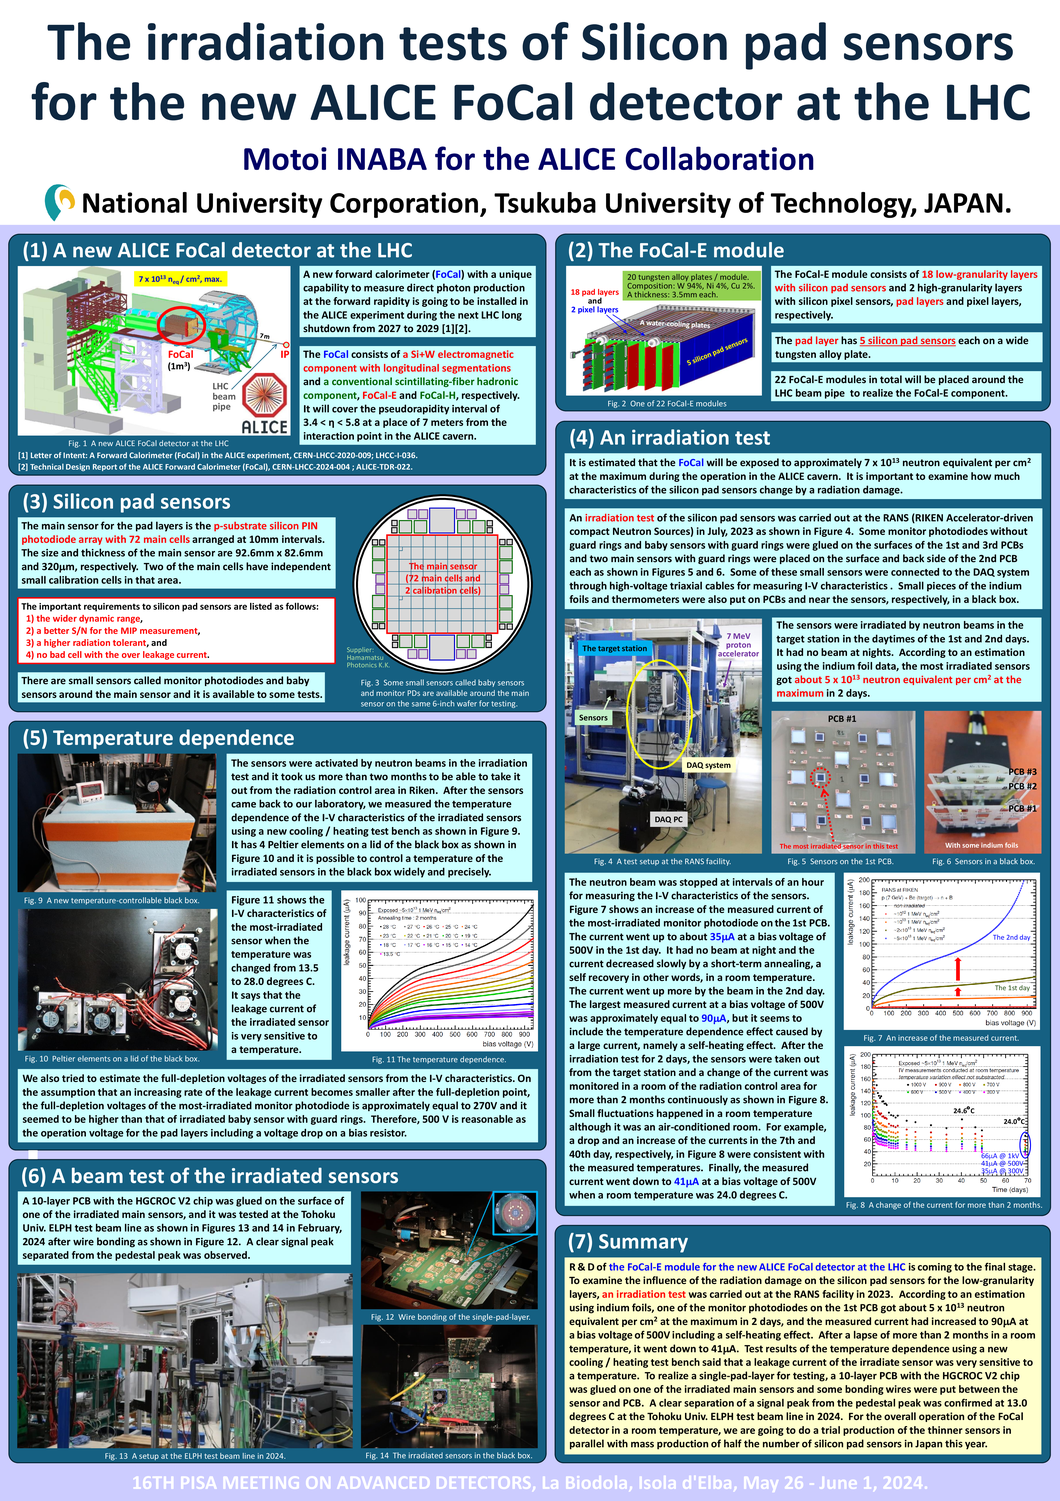 The irradiation tests of Silicon pad sensors
for the new ALICE FoCal detector at the LHC
Motoi INABA for the ALICE Collaboration
National University Corporation, Tsukuba University of Technology, JAPAN.
(1) A new ALICE FoCal detector at the LHC
7 x 10¹³ n_eq / cm², max.
FoCal
(1m³)
7m
IP
LHC
beam
pipe
ALICE
Fig. 1 A new ALICE FoCal detector at the LHC
A new forward calorimeter (FoCal) with a unique
capability to measure direct photon production
at the forward rapidity is going to be installed in
the ALICE experiment during the next LHC long
shutdown from 2027 to 2029 [1][2].
The FoCal consists of a Si+W electromagnetic
component with longitudinal segmentations
and a conventional scintillating-fiber hadronic
component, FoCal-E and FoCal-H, respectively.
It will cover the pseudorapidity interval of
3.4 < η < 5.8 at a place of 7 meters from the
interaction point in the ALICE cavern.
[1] Letter of Intent: A Forward Calorimeter (FoCal) in the ALICE experiment, CERN-LHCC-2020-009; LHCC-I-036.
[2] Technical Design Report of the ALICE Forward Calorimeter (FoCal), CERN-LHCC-2024-004 ; ALICE-TDR-022.
(2) The FoCal-E module
20 tungsten alloy plates / module.
Composition: W 94%, Ni 4%, Cu 2%.
A thickness: 3.5mm each.
18 pad layers
and
2 pixel layers
A water-cooling plates
5 silicon pad sensors
Fig. 2 One of 22 FoCal-E modules
The FoCal-E module consists of 18 low-granularity layers
with silicon pad sensors and 2 high-granularity layers
with silicon pixel sensors, pad layers and pixel layers,
respectively.
The pad layer has 5 silicon pad sensors each on a wide
tungsten alloy plate.
22 FoCal-E modules in total will be placed around the
LHC beam pipe to realize the FoCal-E component.
(3) Silicon pad sensors
The main sensor for the pad layers is the p-substrate silicon PIN
photodiode array with 72 main cells arranged at 10mm intervals.
The size and thickness of the main sensor are 92.6mm x 82.6mm
and 320μm, respectively. Two of the main cells have independent
small calibration cells in that area.
The important requirements to silicon pad sensors are listed as follows:
1) the wider dynamic range,
2) a better S/N for the MIP measurement,
3) a higher radiation tolerant, and
4) no bad cell with the over leakage current.
There are small sensors called monitor photodiodes and baby
sensors around the main sensor and it is available to some tests.
The main sensor
(72 main cells and
2 calibration cells)
Supplier:
Hamamatsu
Photonics K.K.
Fig. 3 Some small sensors called baby sensors
and monitor PDs are available around the main
sensor on the same 6-inch wafer for testing.
(4) An irradiation test
It is estimated that the FoCal will be exposed to approximately 7 x 10¹³ neutron equivalent per cm²
at the maximum during the operation in the ALICE cavern. It is important to examine how much
characteristics of the silicon pad sensors change by a radiation damage.
An irradiation test of the silicon pad sensors was carried out at the RANS (RIKEN Accelerator-driven
compact Neutron Sources) in July, 2023 as shown in Figure 4. Some monitor photodiodes without
guard rings and baby sensors with guard rings were glued on the surfaces of the 1st and 3rd PCBs
and two main sensors with guard rings were placed on the surface and back side of the 2nd PCB
each as shown in Figures 5 and 6. Some of these small sensors were connected to the DAQ system
through high-voltage triaxial cables for measuring I-V characteristics . Small pieces of the indium
foils and thermometers were also put on PCBs and near the sensors, respectively, in a black box.
The target station
7 MeV
proton
accelerator
Sensors
DAQ system
DAQ PC
Fig. 4 A test setup at the RANS facility.
The sensors were irradiated by neutron beams in the
target station in the daytimes of the 1st and 2nd days.
It had no beam at nights. According to an estimation
using the indium foil data, the most irradiated sensors
got about 5 x 10¹³ neutron equivalent per cm² at the
maximum in 2 days.
PCB #1
The most irradiated sensor in this test
Fig. 5 Sensors on the 1st PCB.
PCB #3
PCB #2
PCB #1
With some indium foils
Fig. 6 Sensors in a black box.
The neutron beam was stopped at intervals of an hour
for measuring the I-V characteristics of the sensors.
Figure 7 shows an increase of the measured current of
the most-irradiated monitor photodiode on the 1st PCB.
The current went up to about 35μA at a bias voltage of
500V in the 1st day. It had no beam at night and the
current decreased slowly by a short-term annealing, a
self recovery in other words, in a room temperature.
The current went up more by the beam in the 2nd day.
The largest measured current at a bias voltage of 500V
was approximately equal to 90μA, but it seems to
include the temperature dependence effect caused by
a large current, namely a self-heating effect. After the
irradiation test for 2 days, the sensors were taken out
from the target station and a change of the current was
monitored in a room of the radiation control area for
more than 2 months continuously as shown in Figure 8.
Small fluctuations happened in a room temperature
although it was an air-conditioned room. For example,
a drop and an increase of the currents in the 7th and
40th day, respectively, in Figure 8 were consistent with
the measured temperatures. Finally, the measured
current went down to 41μA at a bias voltage of 500V
when a room temperature was 24.0 degrees C.
leakage current (μA)
200
180
160
140
120
100
80
60
40
20
0
RANS at RIKEN
The 2nd day
The 1st day
0 100 200 300 400 500 600 700 800 900
bias voltage (V)
Fig. 7 An increase of the measured current.
leakage current (μA)
200
180
160
140
120
100
80
60
40
20
IV measurements conducted at room temperature
temperature variation effect not substracted
1000 V 900 V 800 V 700 V
600 V 500 V 400 V 300 V
24.6°C
24.0°C
66μA @ 1kV
41μA @ 500V
35μA @ 300V
0 10 20 30 40 50 60 70
Time (days)
Fig. 8 A change of the current for more than 2 months.
(5) Temperature dependence
Fig. 9 A new temperature-controllable black box.
Fig. 10 Peltier elements on a lid of the black box.
The sensors were activated by neutron beams in the irradiation
test and it took us more than two months to be able to take it
out from the radiation control area in Riken. After the sensors
came back to our laboratory, we measured the temperature
dependence of the I-V characteristics of the irradiated sensors
using a new cooling / heating test bench as shown in Figure 9.
It has 4 Peltier elements on a lid of the black box as shown in
Figure 10 and it is possible to control a temperature of the
irradiated sensors in the black box widely and precisely.
Figure 11 shows the
I-V characteristics of
the most-irradiated
sensor when the
temperature was
changed from 13.5
to 28.0 degrees C.
It says that the
leakage current of
the irradiated sensor
is very sensitive to
a temperature.
leakage current (μA)
100
90
80
70
60
50
40
30
20
10
0
Exposed ~5×10¹³ 1 MeV n_eq/cm²
Annealing time : 2 months
28 °C 27 °C 26 °C 25 °C 24 °C
23 °C 22 °C 21 °C 20 °C 19 °C
18 °C 17 °C 16 °C 15 °C 14 °C
13.5 °C
0 100 200 300 400 500 600 700 800 900
bias voltage (V)
Fig. 11 The temperature dependence.
We also tried to estimate the full-depletion voltages of the irradiated sensors from the I-V characteristics. On
the assumption that an increasing rate of the leakage current becomes smaller after the full-depletion point,
the full-depletion voltages of the most-irradiated monitor photodiode is approximately equal to 270V and it
seemed to be higher than that of irradiated baby sensor with guard rings. Therefore, 500 V is reasonable as
the operation voltage for the pad layers including a voltage drop on a bias resistor.
(6) A beam test of the irradiated sensors
A 10-layer PCB with the HGCROC V2 chip was glued on the surface of
one of the irradiated main sensors, and it was tested at the Tohoku
Univ. ELPH test beam line as shown in Figures 13 and 14 in February,
2024 after wire bonding as shown in Figure 12. A clear signal peak
separated from the pedestal peak was observed.
Fig. 12 Wire bonding of the single-pad-layer.
Fig. 13 A setup at the ELPH test beam line in 2024.
Fig. 14 The irradiated sensors in the black box.
(7) Summary
R & D of the FoCal-E module for the new ALICE FoCal detector at the LHC is coming to the final stage.
To examine the influence of the radiation damage on the silicon pad sensors for the low-granularity
layers, an irradiation test was carried out at the RANS facility in 2023. According to an estimation
using indium foils, one of the monitor photodiodes on the 1st PCB got about 5 x 10¹³ neutron
equivalent per cm² at the maximum in 2 days, and the measured current had increased to 90μA at
a bias voltage of 500V including a self-heating effect. After a lapse of more than 2 months in a room
temperature, it went down to 41μA. Test results of the temperature dependence using a new
cooling / heating test bench said that a leakage current of the irradiate sensor was very sensitive to
a temperature. To realize a single-pad-layer for testing, a 10-layer PCB with the HGCROC V2 chip
was glued on one of the irradiated main sensors and some bonding wires were put between the
sensor and PCB. A clear separation of a signal peak from the pedestal peak was confirmed at 13.0
degrees C at the Tohoku Univ. ELPH test beam line in 2024. For the overall operation of the FoCal
detector in a room temperature, we are going to do a trial production of the thinner sensors in
parallel with mass production of half the number of silicon pad sensors in Japan this year.
16TH PISA MEETING ON ADVANCED DETECTORS, La Biodola, Isola d'Elba, May 26 - June 1, 2024.